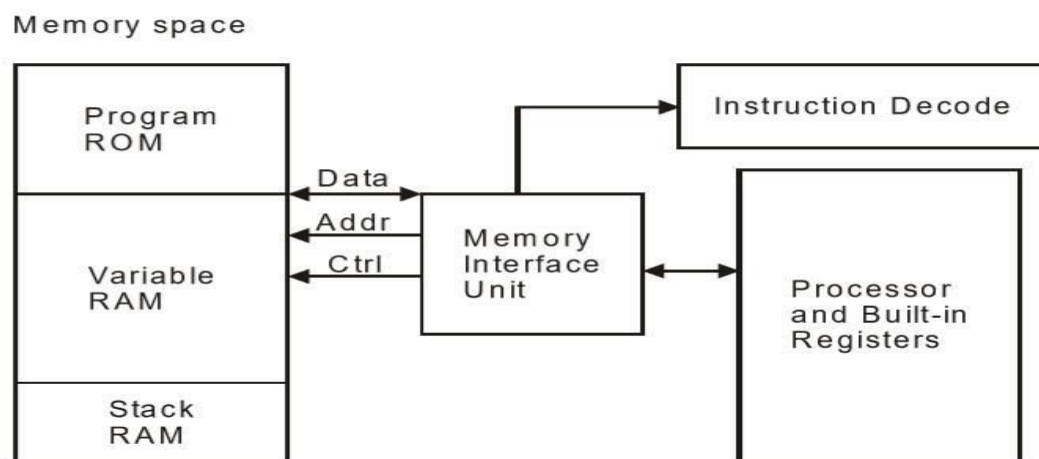 Memory space
Program
ROM
Variable
RAM
Stack
RAM
Data
Addr
Ctrl
Memory
Interface
Unit
Instruction Decode
Processor
and Built-in
Registers